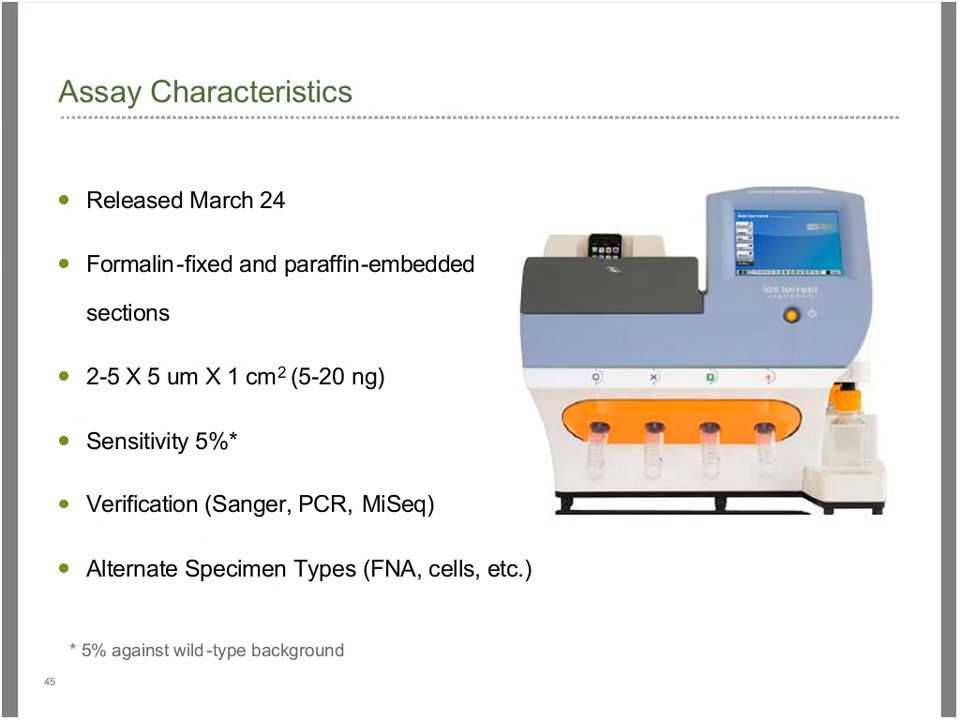 Assay Characteristics
Released March 24
Formalin-fixed and paraffin-embedded
sections
2-5 X 5 um X 1 cm² (5-20 ng)
Sensitivity 5%*
Verification (Sanger, PCR, MiSeq)
Alternate Specimen Types (FNA, cells, etc.)
ion torrent
* 5% against wild-type background
45